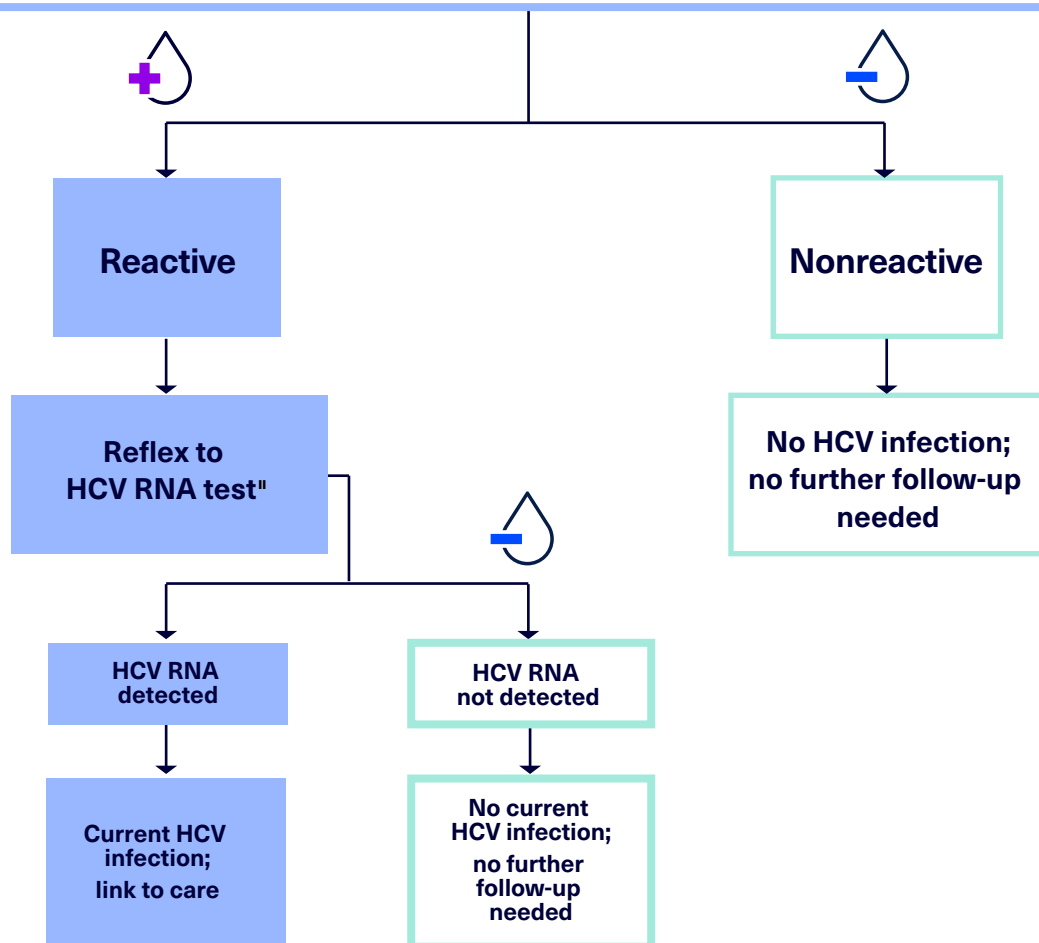 Reactive
Nonreactive
Reflex to
HCV RNA test"
No HCV infection;
no further follow-up
needed
HCV RNA
detected
HCV RNA
not detected
Current HCV
infection;
link to care
No current
HCV infection;
no further
follow-up
needed